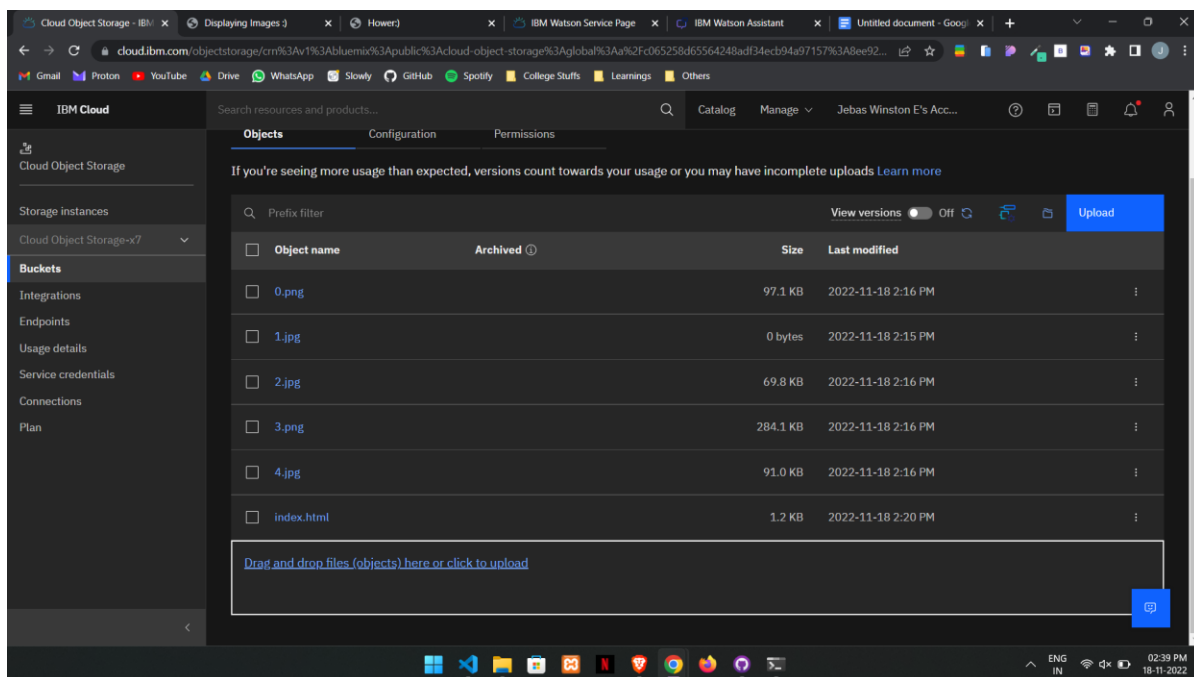 Cloud Object Storage - IBM
Displaying Images :)
Hower:)
IBM Watson Service Page
IBM Watson Assistant
Untitled document - Googl
cloud.ibm.com/objectstorage/crn%3Av1%3Abluemix%3Apublic%3Acloud-object-storage%3Aglobal%3Aa%2Fc065258d65564248adf34ecb94a97157%3A8ee92...
J
Gmail Proton YouTube Drive WhatsApp Slowly GitHub Spotify College Stuffs Learnings Others
IBM Cloud
Search resources and products...
Catalog Manage Jebas Winston E's Acc...
Cloud Object Storage
Storage instances
Cloud Object Storage-x7
Buckets
Integrations
Endpoints
Usage details
Service credentials
Connections
Plan
Objects Configuration Permissions
If you're seeing more usage than expected, versions count towards your usage or you may have incomplete uploads Learn more
Prefix filter View versions Off Upload
Object name Archived Size Last modified
0.png 97.1 KB 2022-11-18 2:16 PM
1.jpg 0 bytes 2022-11-18 2:15 PM
2.jpg 69.8 KB 2022-11-18 2:16 PM
3.png 284.1 KB 2022-11-18 2:16 PM
4.jpg 91.0 KB 2022-11-18 2:16 PM
index.html 1.2 KB 2022-11-18 2:20 PM
Drag and drop files (objects) here or click to upload
ENG 02:39 PM
IN 18-11-2022